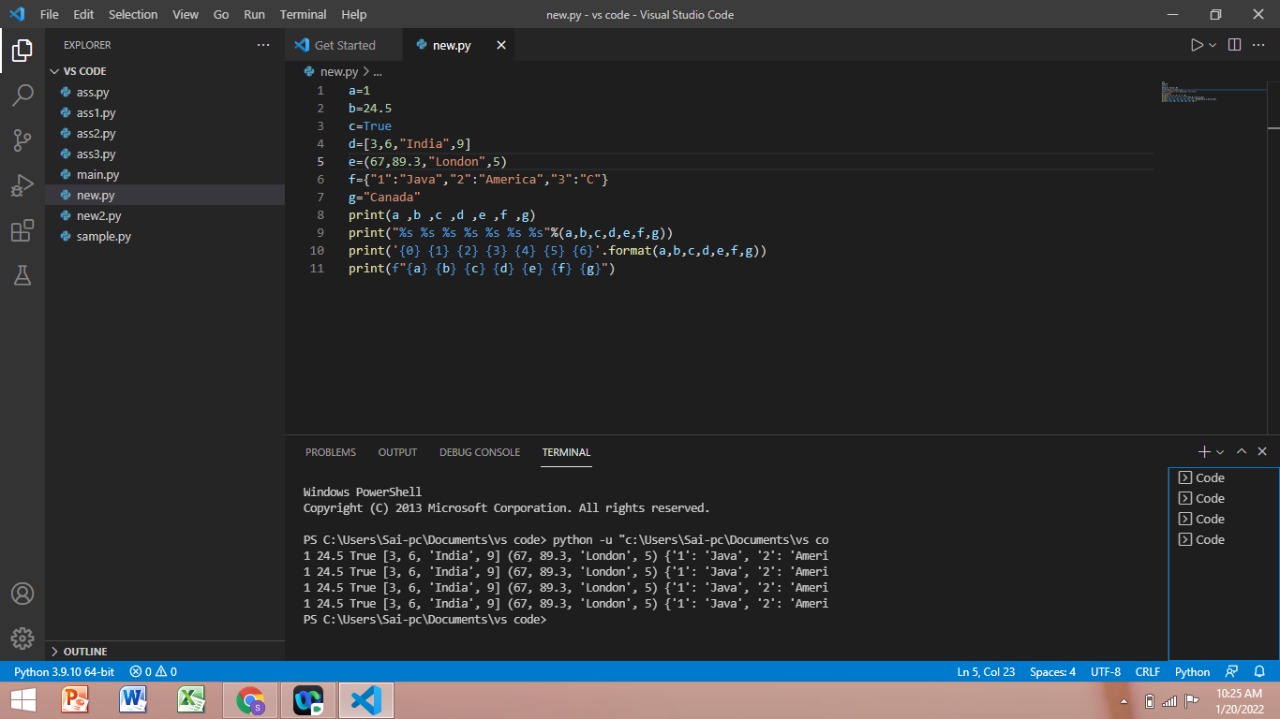 File Edit Selection View Go Run Terminal Help new.py - vs code - Visual Studio Code
EXPLORER
VS CODE
ass.py
ass1.py
ass2.py
ass3.py
main.py
new.py
new2.py
sample.py
OUTLINE
Get Started new.py
new.py > ...
1 a=1
2 b=24.5
3 c=True
4 d=[3,6,"India",9]
5 e=(67,89.3,"London",5)
6 f={"1":"Java","2":"America","3":"C"}
7 g="Canada"
8 print(a ,b ,c ,d ,e ,f ,g)
9 print("%s %s %s %s %s %s %s"%(a,b,c,d,e,f,g))
10 print('{0} {1} {2} {3} {4} {5} {6}'.format(a,b,c,d,e,f,g))
11 print(f"{a} {b} {c} {d} {e} {f} {g}")
PROBLEMS OUTPUT DEBUG CONSOLE TERMINAL
Windows PowerShell
Copyright (C) 2013 Microsoft Corporation. All rights reserved.
PS C:\Users\Sai-pc\Documents\vs code> python -u "c:\Users\Sai-pc\Documents\vs co
1 24.5 True [3, 6, 'India', 9] (67, 89.3, 'London', 5) {'1': 'Java', '2': 'Ameri
1 24.5 True [3, 6, 'India', 9] (67, 89.3, 'London', 5) {'1': 'Java', '2': 'Ameri
1 24.5 True [3, 6, 'India', 9] (67, 89.3, 'London', 5) {'1': 'Java', '2': 'Ameri
1 24.5 True [3, 6, 'India', 9] (67, 89.3, 'London', 5) {'1': 'Java', '2': 'Ameri
PS C:\Users\Sai-pc\Documents\vs code>
Code
Code
Code
Code
Python 3.9.10 64-bit 0 0 Ln 5, Col 23 Spaces: 4 UTF-8 CRLF Python
10:25 AM
1/20/2022